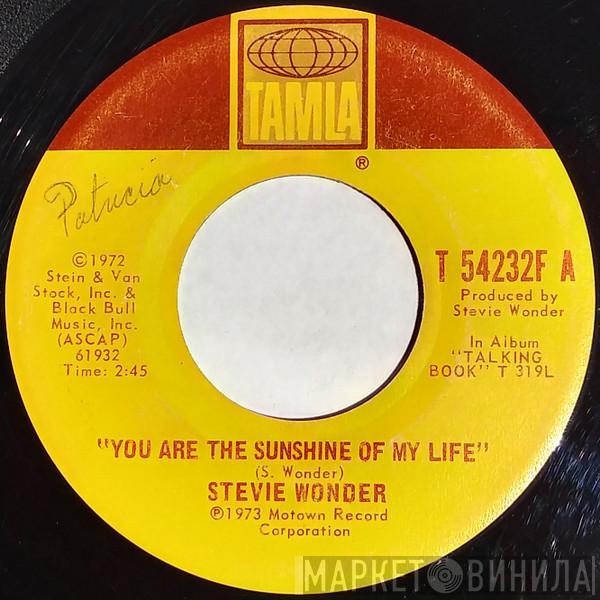 TAMLA
®
Patricia
©1972
Stein & Van
Stock, Inc. &
Black Bull
Music, Inc.
(ASCAP)
61932
Time: 2:45
T 54232F A
Produced by
Stevie Wonder
In Album
"TALKING
BOOK" T 319L
"YOU ARE THE SUNSHINE OF MY LIFE"
(S. Wonder)
STEVIE WONDER
℗1973 Motown Record
Corporation
МАРКЕТ ВИНИЛА